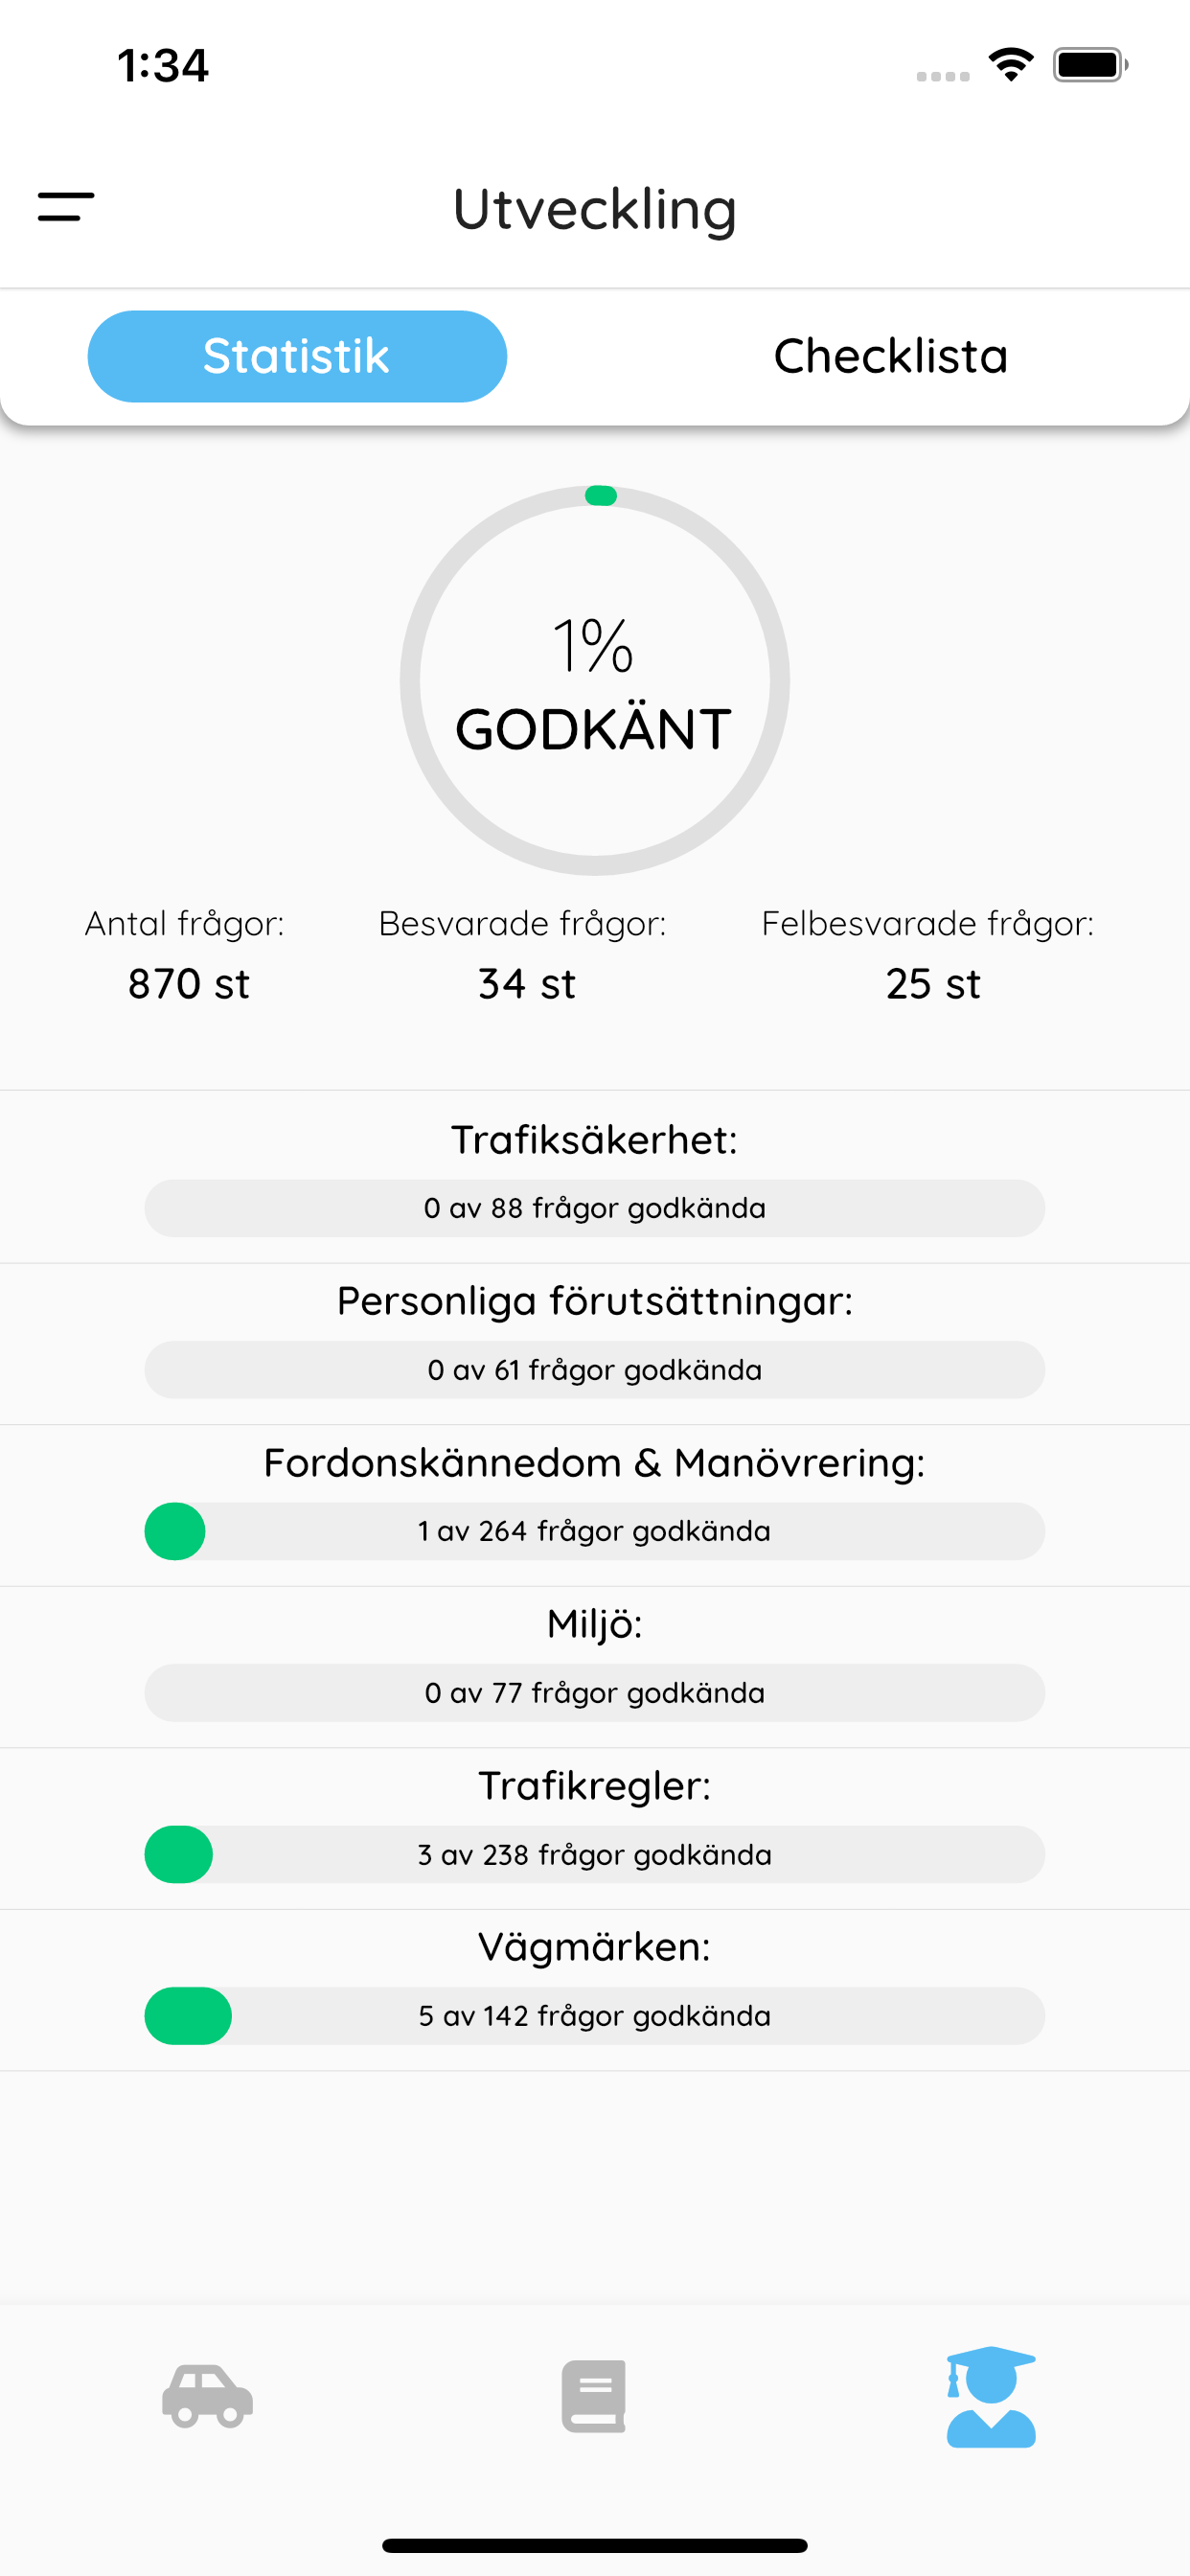 1:34
Utveckling
Statistik Checklista
1%
GODKÄNT
Antal frågor: Besvarade frågor: Felbesvarade frågor:
870 st 34 st 25 st
Trafiksäkerhet:
0 av 88 frågor godkända
Personliga förutsättningar:
0 av 61 frågor godkända
Fordonskännedom & Manövrering:
1 av 264 frågor godkända
Miljö:
0 av 77 frågor godkända
Trafikregler:
3 av 238 frågor godkända
Vägmärken:
5 av 142 frågor godkända